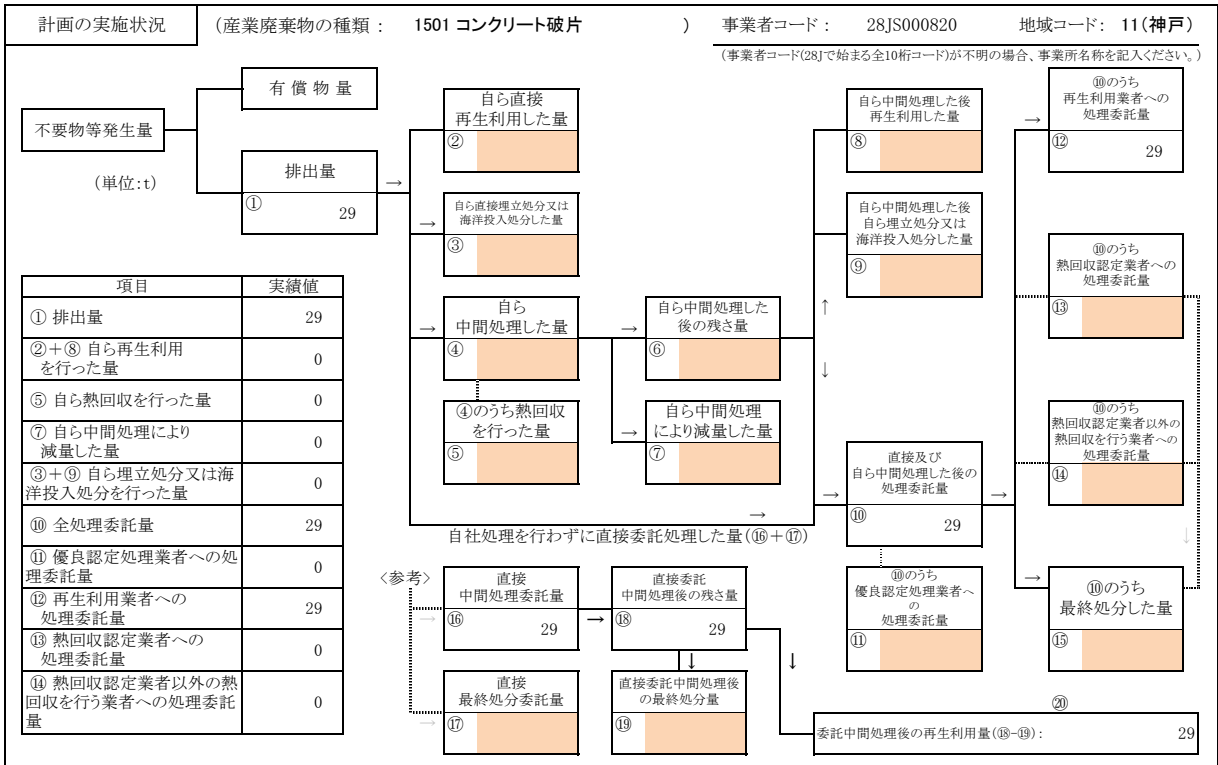 計画の実施状況
(産業廃棄物の種類： 1501 コンクリート破片 )
事業者コード： 28JS000820 地域コード： 11(神戸)
(事業者コード(28Jで始まる全10桁コード)が不明の場合、事業所名称を記入ください。)
不要物等発生量
(単位:t)
有償物量
排出量
① 29
→
自ら直接
再生利用した量
②
→
自ら直接埋立処分又は
海洋投入処分した量
③
→
自ら
中間処理した量
④
④のうち熱回収
を行った量
⑤
→
自ら中間処理した
後の残さ量
⑥
→
自ら中間処理
により減量した量
⑦
自ら中間処理した後
再生利用した量
⑧
自ら中間処理した後
自ら埋立処分又は
海洋投入処分した量
⑨
↑
↓
→
直接及び
自ら中間処理した後の
処理委託量
⑩ 29
→
⑩のうち
優良認定処理業者へ
の
処理委託量
⑪
→
⑩のうち
再生利用業者への
処理委託量
⑫ 29
⑩のうち
熱回収認定業者への
処理委託量
⑬
⑩のうち
熱回収認定業者以外の
熱回収を行う業者への
処理委託量
⑭
↓
→
⑩のうち
最終処分した量
⑮
→
自社処理を行わずに直接委託処理した量(⑯＋⑰)
〈参考〉
→
直接
中間処理委託量
⑯ 29
→
直接委託
中間処理後の残さ量
⑱ 29
↓
↓
→
直接
最終処分委託量
⑰
直接委託中間処理後
の最終処分量
⑲
⑳
委託中間処理後の再生利用量(⑱-⑲)： 29
項目 実績値
① 排出量 29
②＋⑧ 自ら再生利用
を行った量 0
⑤ 自ら熱回収を行った量 0
⑦ 自ら中間処理により
減量した量 0
③＋⑨ 自ら埋立処分又は海
洋投入処分を行った量 0
⑩ 全処理委託量 29
⑪ 優良認定処理業者への処
理委託量 0
⑫ 再生利用業者への
処理委託量 29
⑬ 熱回収認定業者への
処理委託量 0
⑭ 熱回収認定業者以外の熱
回収を行う業者への処理委託
量 0